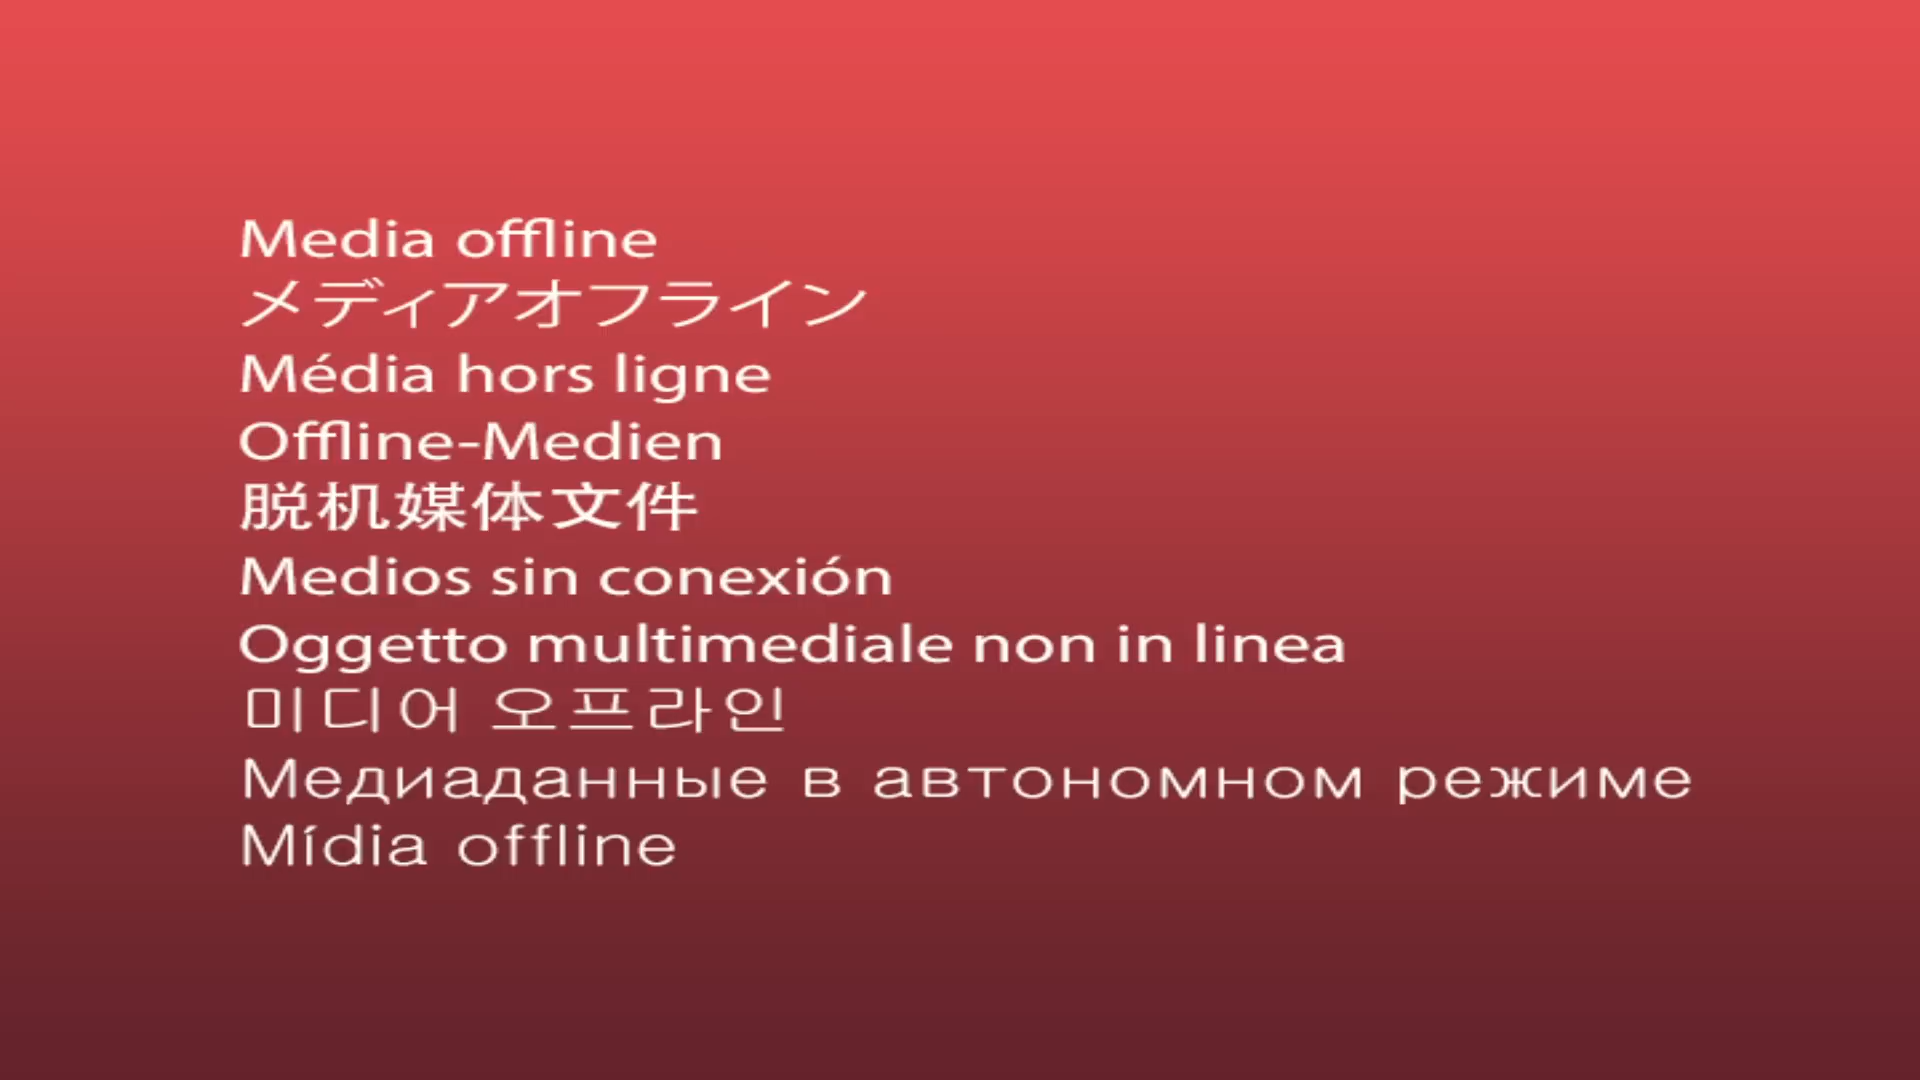 Media offline
メディアオフライン
Média hors ligne
Offline-Medien
脱机媒体文件
Medios sin conexión
Oggetto multimediale non in linea
미디어 오프라인
Медиаданные в автономном режиме
Mídia offline